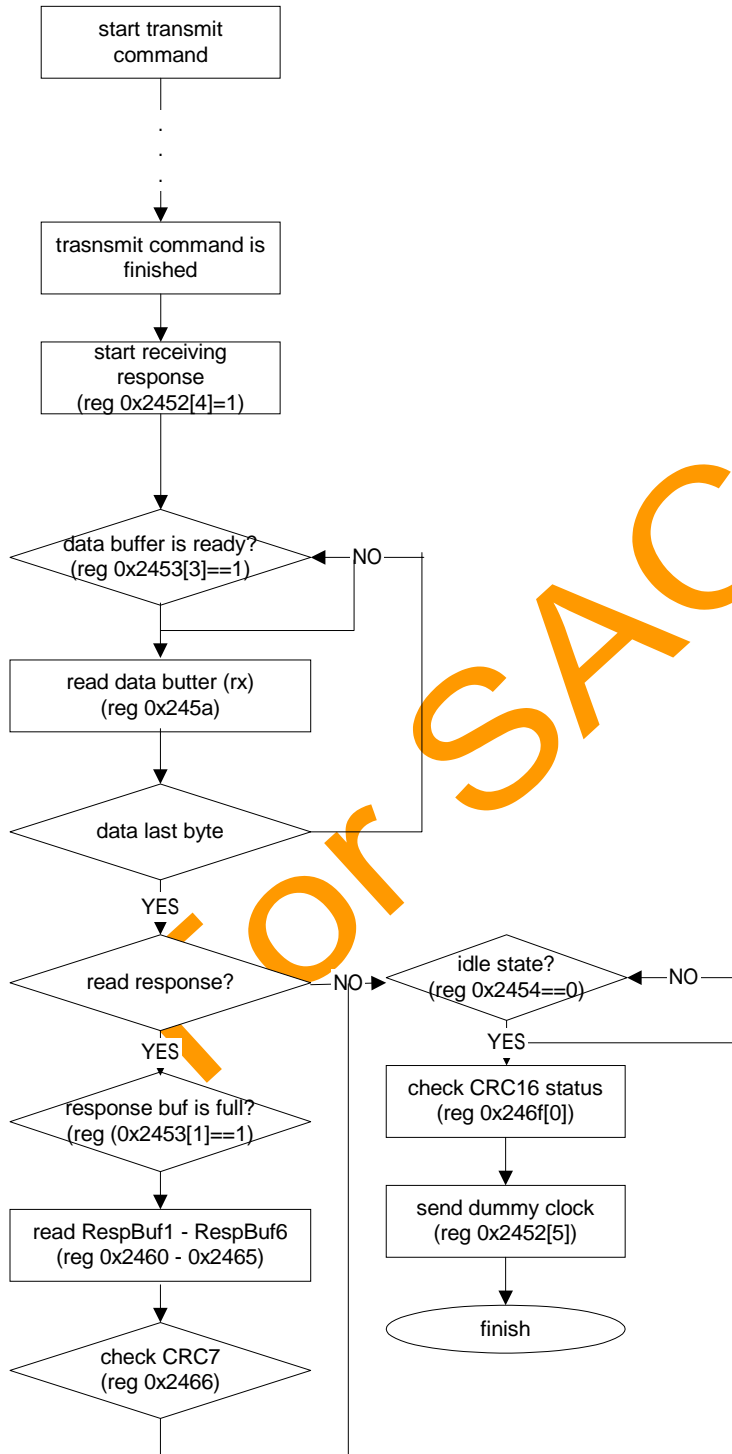 start transmit
command
.
.
.
trasnsmit command is
finished
start receiving
response
(reg 0x2452[4]=1)
data buffer is ready?
(reg 0x2453[3]==1)
NO
read data butter (rx)
(reg 0x245a)
data last byte
YES
read response?
NO
YES
response buf is full?
(reg (0x2453[1]==1)
read RespBuf1 - RespBuf6
(reg 0x2460 - 0x2465)
check CRC7
(reg 0x2466)
idle state?
(reg 0x2454==0)
NO
YES
check CRC16 status
(reg 0x246f[0])
send dummy clock
(reg 0x2452[5])
finish
For SAC